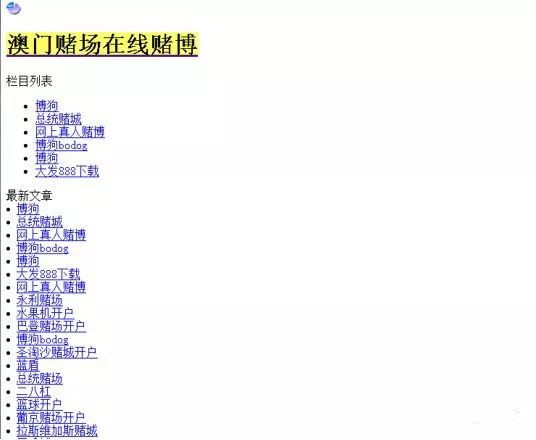 澳门赌场在线赌博
栏目列表
博狗
总统赌城
网上真人赌博
博狗bodog
博狗
大发888下载
最新文章
博狗
总统赌城
网上真人赌博
博狗bodog
博狗
大发888下载
网上真人赌博
永利赌场
水果机开户
巴登赌场开户
博狗bodog
圣淘沙赌城开户
蓝盾
总统赌场
二八杠
篮球开户
葡京赌场开户
拉斯维加斯赌城